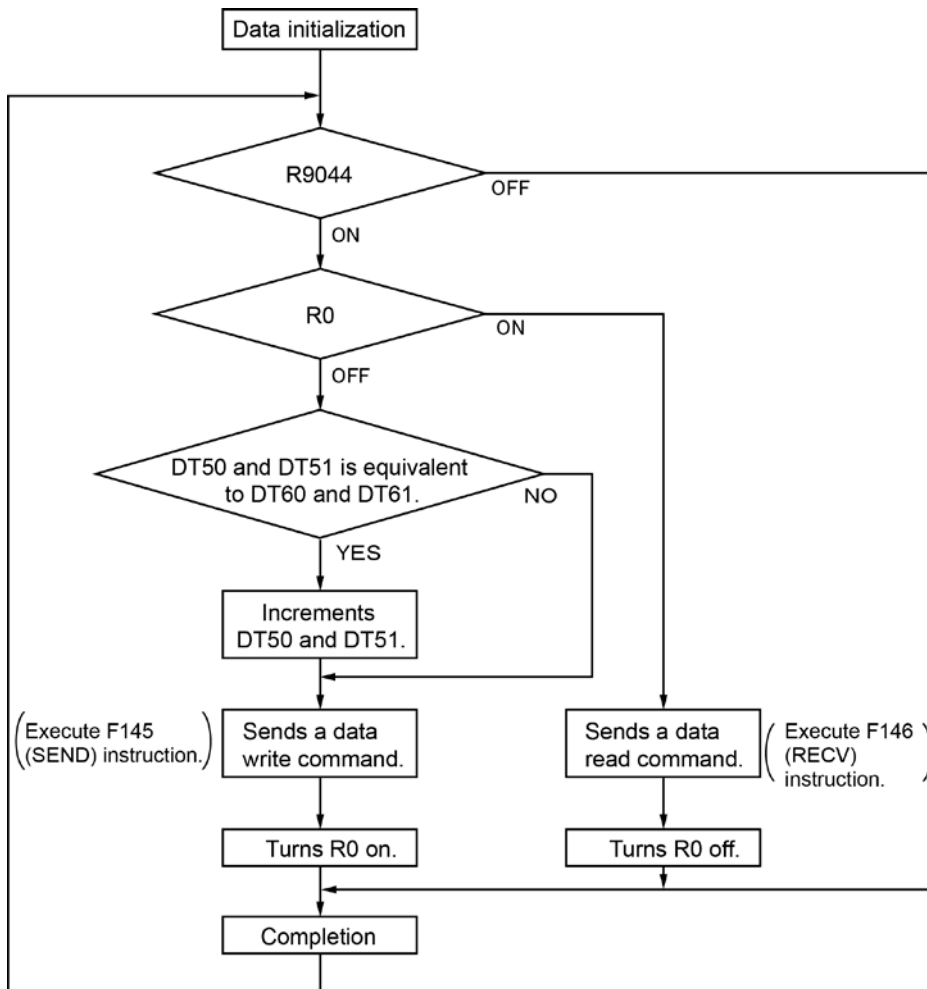 Data initialization
R9044
OFF
ON
R0
ON
OFF
DT50 and DT51 is equivalent
to DT60 and DT61.
NO
YES
Increments
DT50 and DT51.
(Execute F145
(SEND) instruction.)
Sends a data
write command.
Sends a data
read command.
(Execute F146
(RECV)
instruction.)
Turns R0 on.
Turns R0 off.
Completion